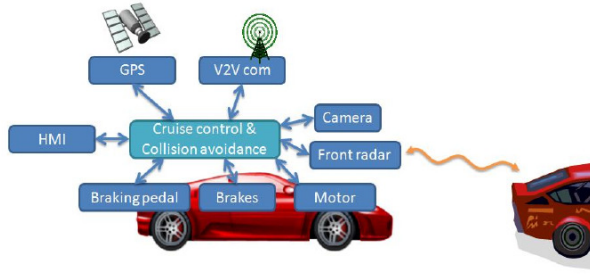 GPS
V2V com
Cruise control &
Collision avoidance
Camera
HMI
Front radar
Braking pedal
Brakes
Motor